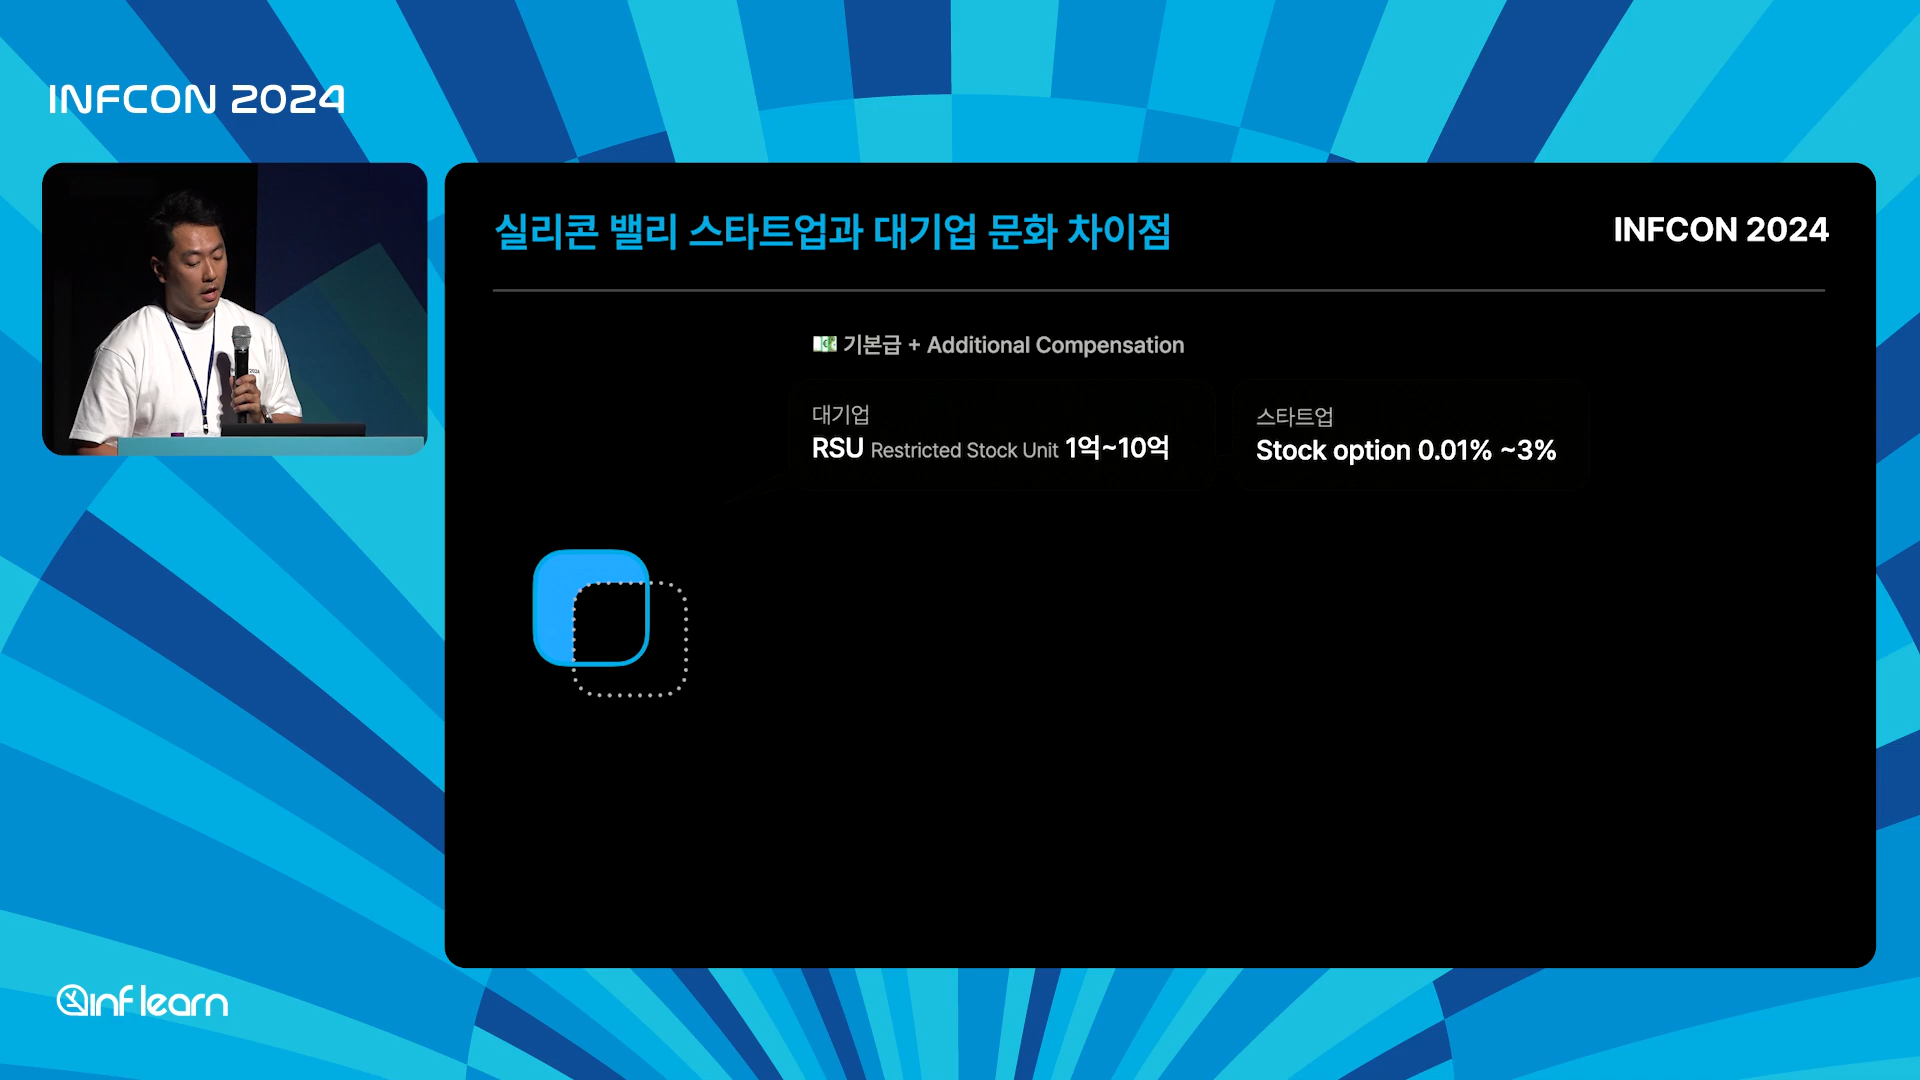 INFCON 2024
실리콘 밸리 스타트업과 대기업 문화 차이점
INFCON 2024
기본급 + Additional Compensation
대기업
RSU Restricted Stock Unit 1억~10억
스타트업
Stock option 0.01% ~3%
inflearn